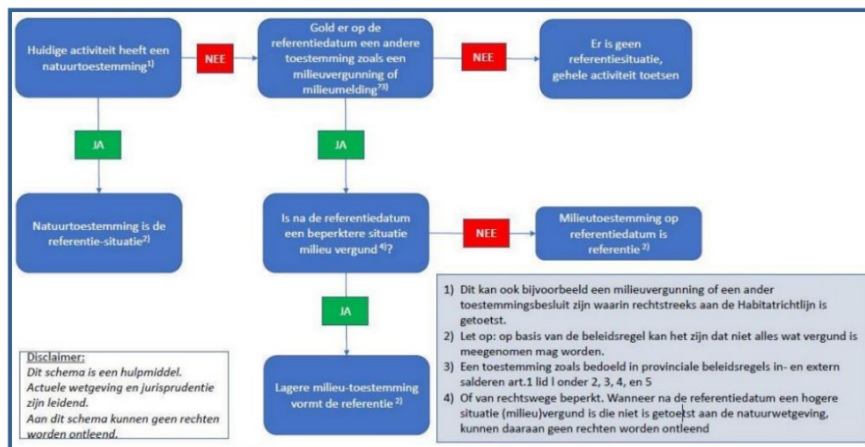 Huidige activiteit heeft een
natuurtoestemming1)
NEE
Gold er op de
referentiedatum een andere
toestemming zoals een
milieuvergunning of
milieumelding?3)
NEE
Er is geen
referentiesituatie,
gehele activiteit toetsen
JA
JA
Natuurtoestemming is de
referentie-situatie2)
Is na de referentiedatum
een beperktere situatie
milieu vergund 4)?
NEE
Milieutoestemming op
referentiedatum is
referentie 2)
JA
Lagere milieu-toestemming
vormt de referentie 2)
Disclaimer:
Dit schema is een hulpmiddel.
Actuele wetgeving en jurisprudentie
zijn leidend.
Aan dit schema kunnen geen rechten
worden ontleend.
1) Dit kan ook bijvoorbeeld een milieuvergunning of een ander
toestemmingsbesluit zijn waarin rechtstreeks aan de Habitatrichtlijn is
getoetst.
2) Let op: op basis van de beleidsregel kan het zijn dat niet alles wat vergund is
meegenomen mag worden.
3) Een toestemming zoals bedoeld in provinciale beleidsregels in- en extern
salderen art.1 lid l onder 2, 3, 4, en 5
4) Of van rechtswege beperkt. Wanneer na de referentiedatum een hogere
situatie (milieu)vergund is die niet is getoetst aan de natuurwetgeving,
kunnen daaraan geen rechten worden ontleend